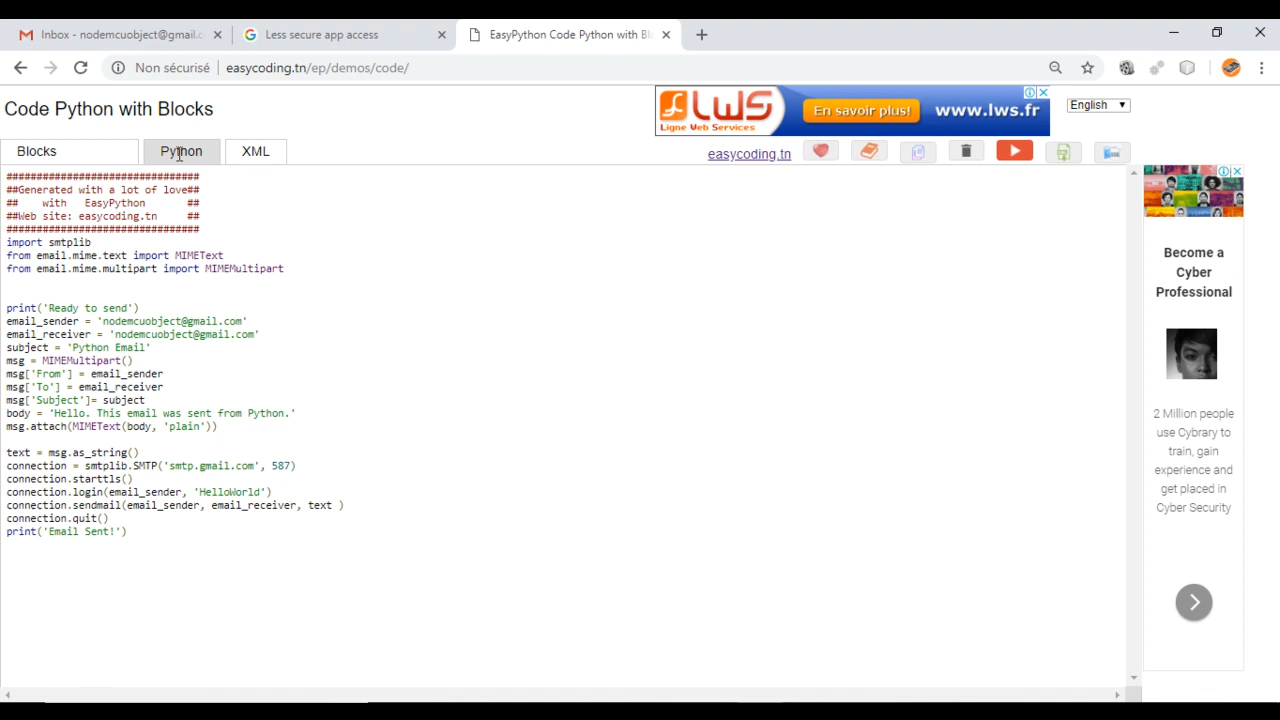 Inbox - nodemcuobject@gmail.c
Less secure app access
EasyPython Code Python with Bl
Non sécurisé
easycoding.tn/ep/demos/code/
Code Python with Blocks
LWS
Ligne Web Services
En savoir plus!
www.lws.fr
English
Blocks
Python
XML
easycoding.tn
###############################
##Generated with a lot of love##
## with EasyPython ##
##Web site: easycoding.tn ##
###############################
import smtplib
from email.mime.text import MIMEText
from email.mime.multipart import MIMEMultipart
print('Ready to send')
email_sender = 'nodemcuobject@gmail.com'
email_receiver = 'nodemcuobject@gmail.com'
subject = 'Python Email'
msg = MIMEMultipart()
msg['From'] = email_sender
msg['To'] = email_receiver
msg['Subject']= subject
body = 'Hello. This email was sent from Python.'
msg.attach(MIMEText(body, 'plain'))
text = msg.as_string()
connection = smtplib.SMTP('smtp.gmail.com', 587)
connection.starttls()
connection.login(email_sender, 'HelloWorld')
connection.sendmail(email_sender, email_receiver, text )
connection.quit()
print('Email Sent!')
Become a
Cyber
Professional
2 Million people
use Cybrary to
train, gain
experience and
get placed in
Cyber Security